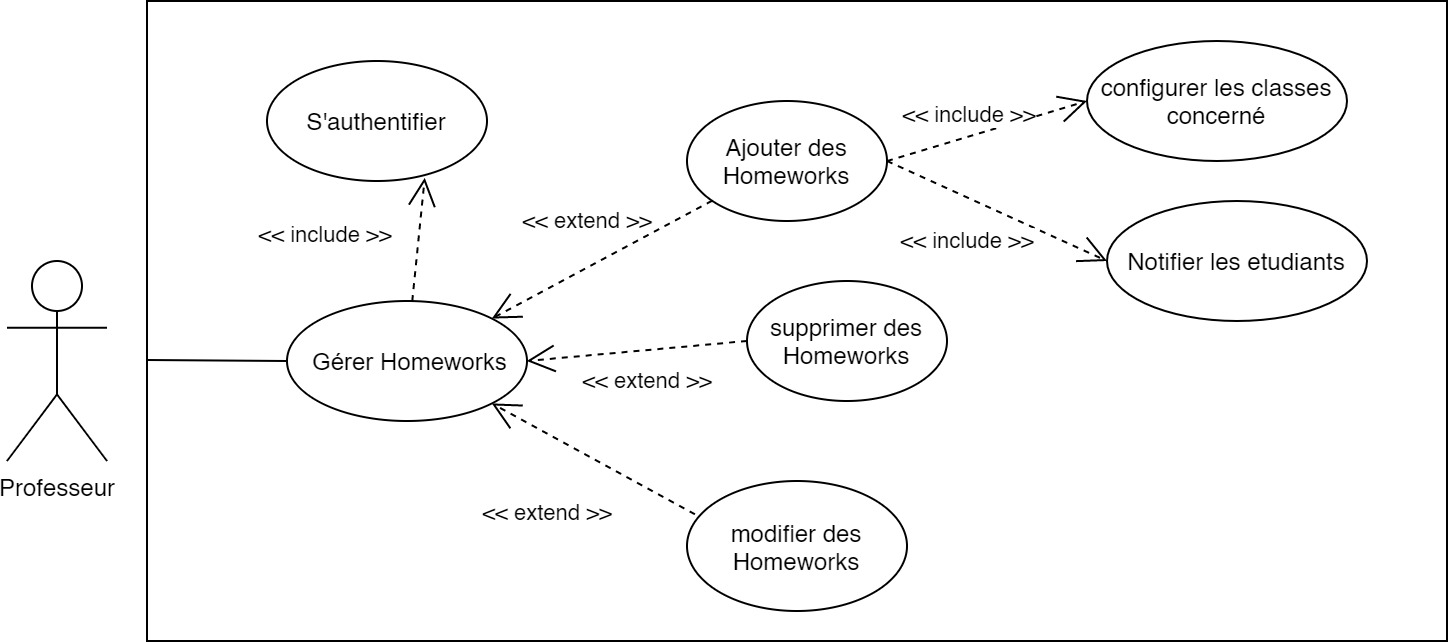 S'authentifier
Ajouter des
Homeworks
<< include >>
configurer les classes
concerné
<< include >>
<< extend >>
<< include >>
Notifier les etudiants
Gérer Homeworks
supprimer des
Homeworks
<< extend >>
Professeur
<< extend >>
modifier des
Homeworks